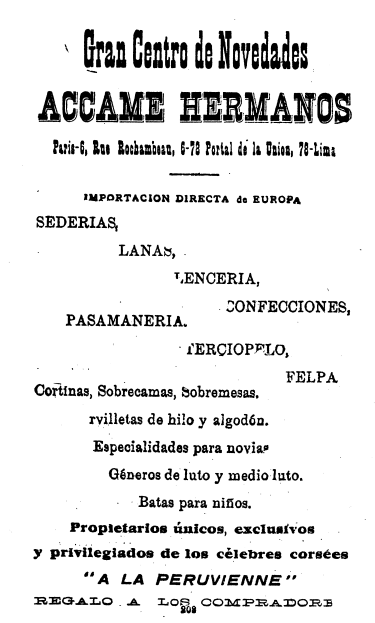 Gran Centro de Novedades
ACCAME HERMANOS
Paris-6, Rue Rochambeau, 6-78 Portal de la Union, 78-Lima
IMPORTACION DIRECTA de EUROPA
SEDERIAS,
LANAS,
LENCERIA,
CONFECCIONES,
PASAMANERIA.
TERCIOPELO,
FELPA
Cortinas, Sobrecamas, Sobremesas.
rvilletas de hilo y algodón.
Especialidades para novias
Géneros de luto y medio luto.
Batas para niños.
Propietarios únicos, exclusivos
y privilegiados de los célebres corsées
"A LA PERUVIENNE"
REGALO A LOS COMPRADORE